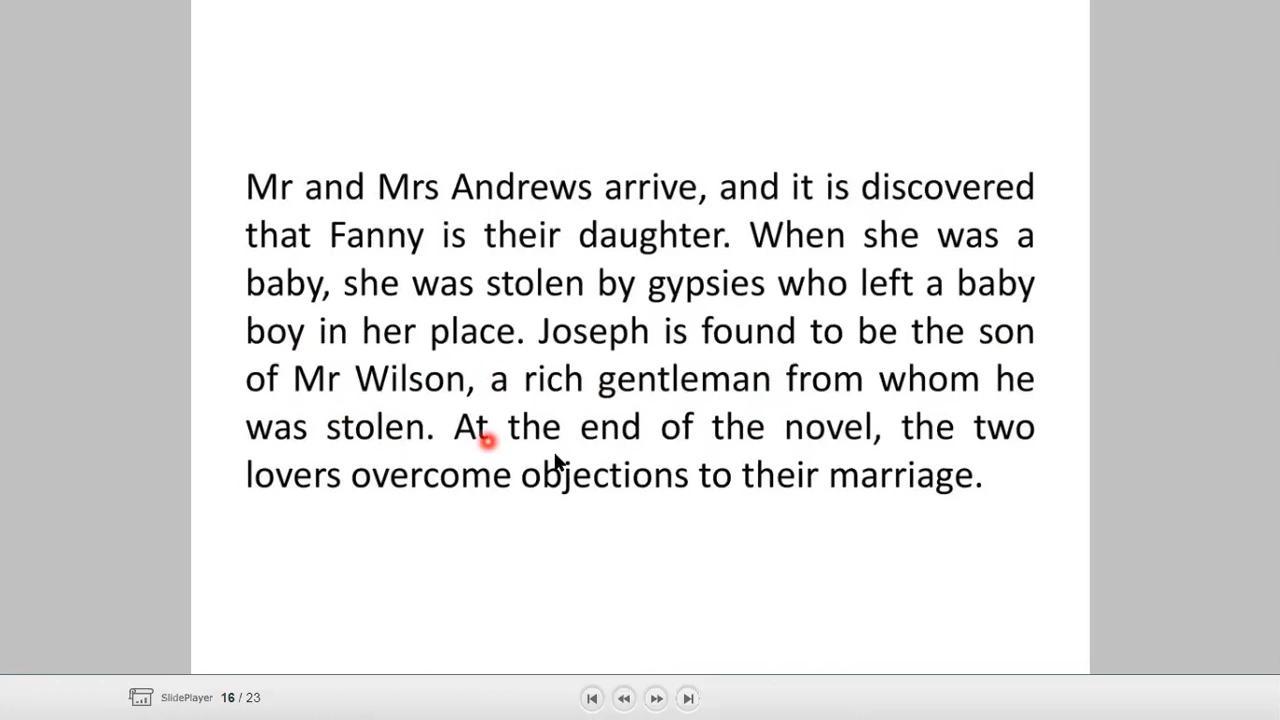 Mr and Mrs Andrews arrive, and it is discovered
that Fanny is their daughter. When she was a
baby, she was stolen by gypsies who left a baby
boy in her place. Joseph is found to be the son
of Mr Wilson, a rich gentleman from whom he
was stolen. At the end of the novel, the two
lovers overcome objections to their marriage.
SlidePlayer 16 / 23